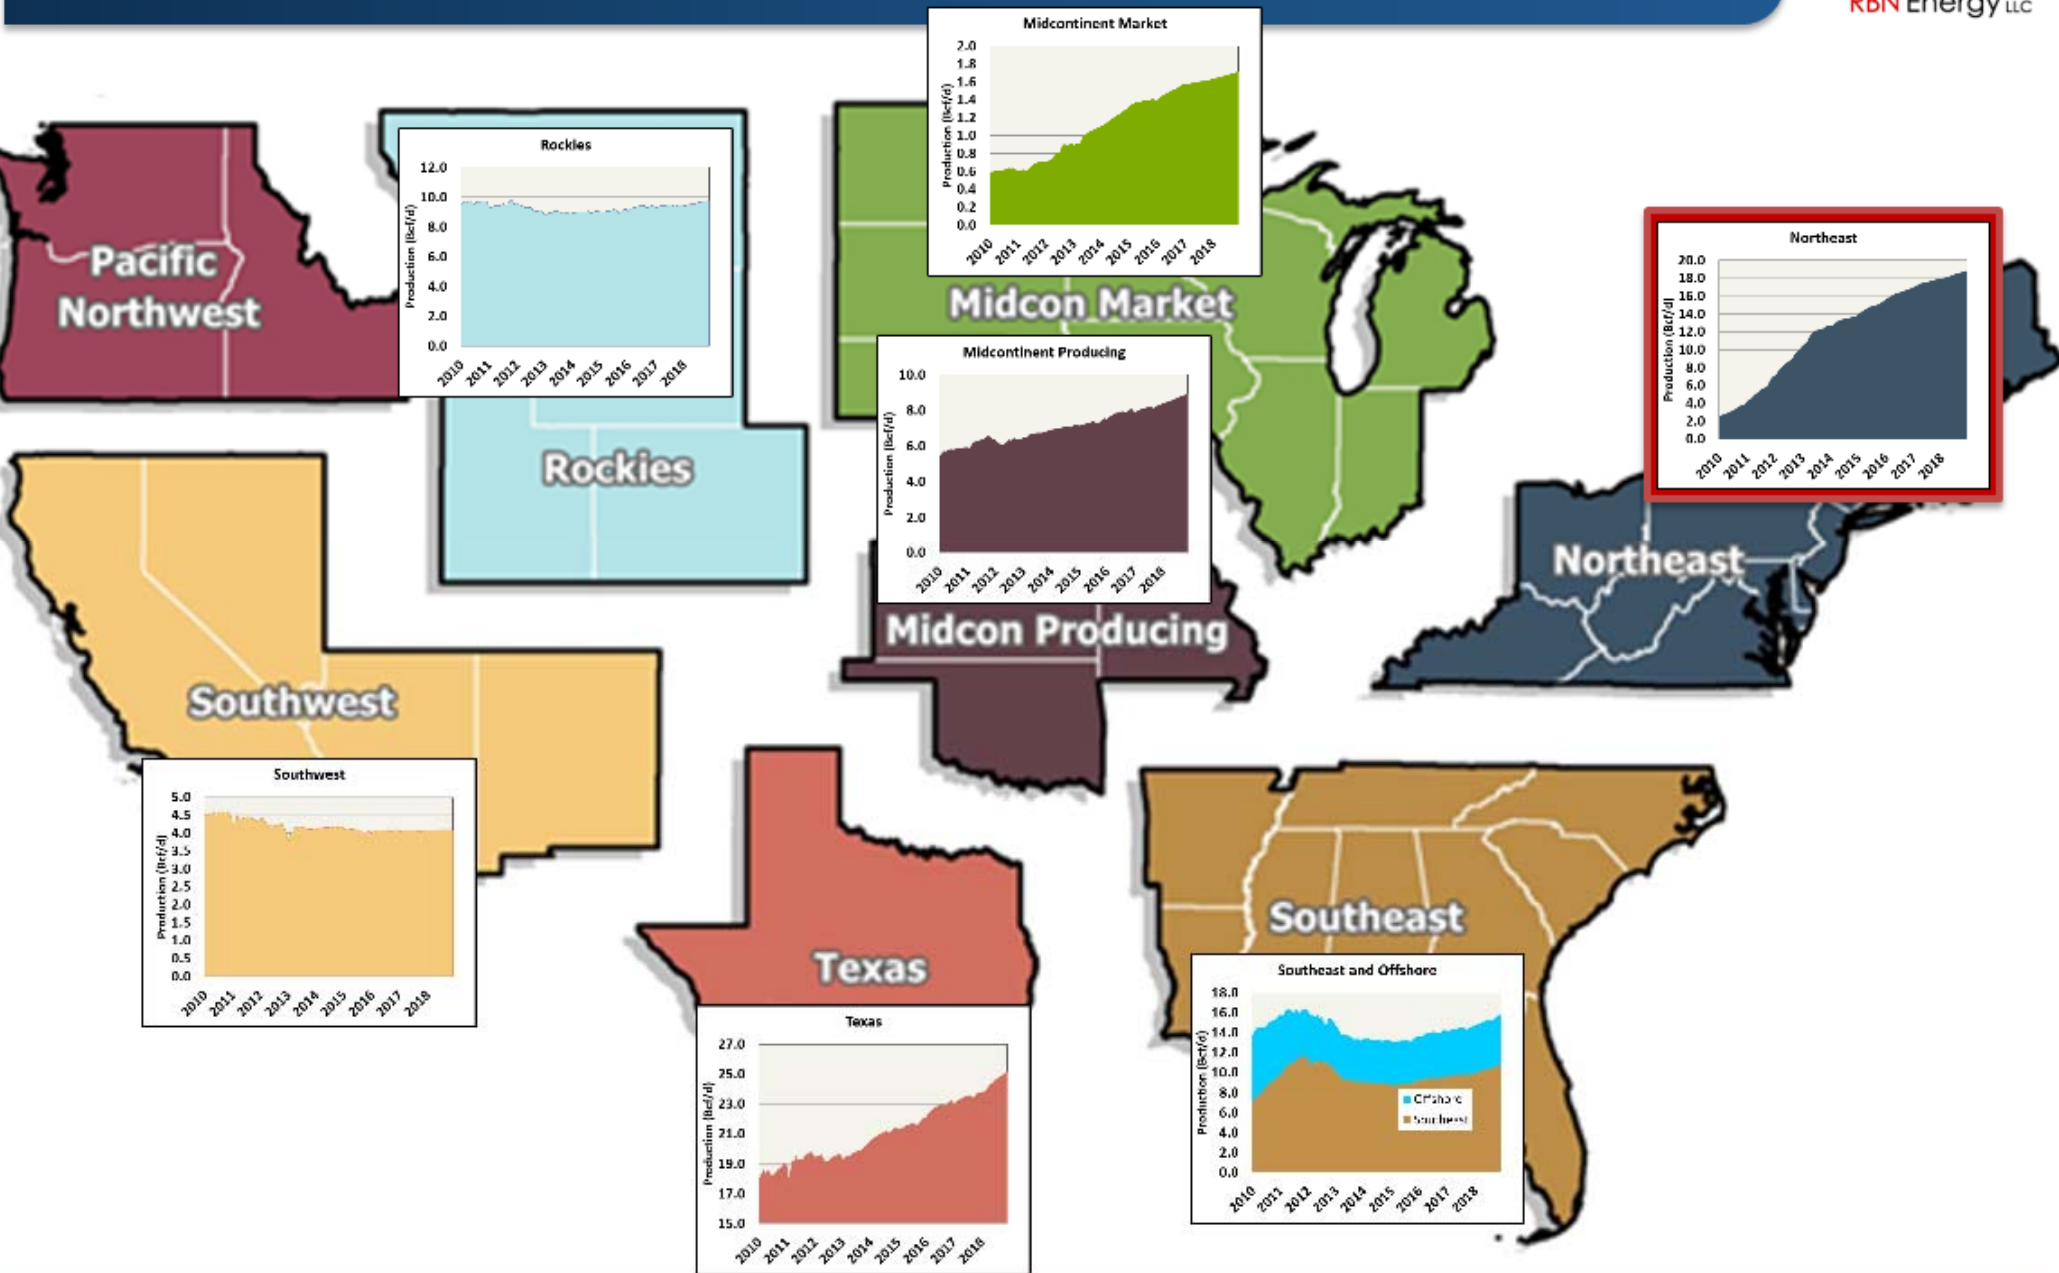 RBN Energy LLC
Midcontinent Market
Production (Bcf/d)
2.0
1.8
1.6
1.4
1.2
1.0
0.8
0.6
0.4
0.2
0.0
2010 2011 2012 2013 2014 2015 2016 2017 2018
Rockies
Production (Bcf/d)
12.0
10.0
8.0
6.0
4.0
2.0
0.0
2010 2011 2012 2013 2014 2015 2016 2017 2018
Northeast
Production (Bcf/d)
20.0
18.0
16.0
14.0
12.0
10.0
8.0
6.0
4.0
2.0
0.0
2010 2011 2012 2013 2014 2015 2016 2017 2018
Pacific
Northwest
Midcon Market
Midcontinent Producing
Production (Bcf/d)
10.0
8.0
6.0
4.0
2.0
0.0
2010 2011 2012 2013 2014 2015 2016 2017 2018
Rockies
Northeast
Midcon Producing
Southwest
Southwest
Production (Bcf/d)
5.0
4.5
4.0
3.5
3.0
2.5
2.0
1.5
1.0
0.5
0.0
2010 2011 2012 2013 2014 2015 2016 2017 2018
Texas
Texas
Production (Bcf/d)
27.0
25.0
23.0
21.0
19.0
17.0
15.0
2010 2011 2012 2013 2014 2015 2016 2017 2018
Southeast
Southeast and Offshore
Production (Bcf/d)
18.0
16.0
14.0
12.0
10.0
8.0
6.0
4.0
2.0
0.0
Offshore
Southeast
2010 2011 2012 2013 2014 2015 2016 2017 2018